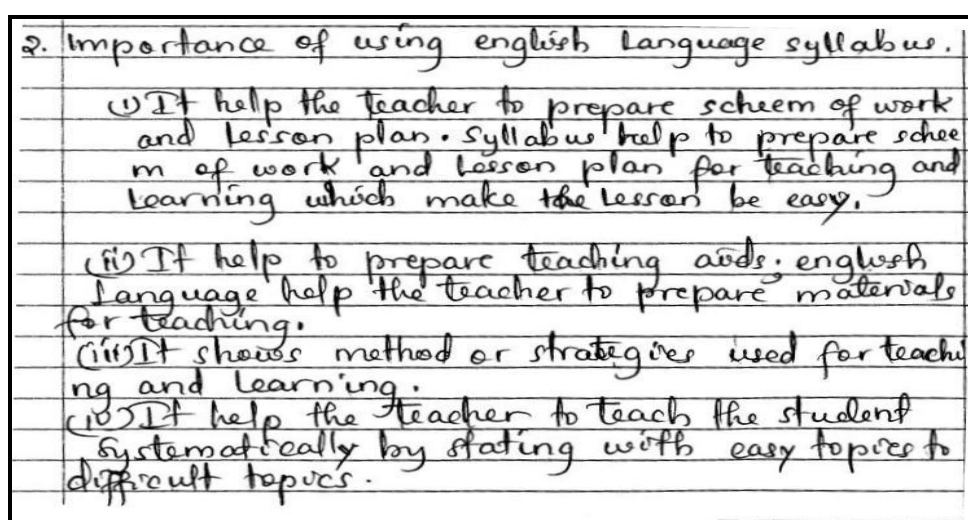 2. Importance of using english Language syllabus.
(i) It help the teacher to prepare scheem of work
and Lesson plan. Syllabus help to prepare schee
m of work and Lesson plan for teaching and
Learning which make the Lesson be easy.
(ii) It help to prepare teaching aids. english
Language help the teacher to prepare materials
for teaching.
(iii) It shows method or strategies used for teachi
ng and Learning.
(iv) It help the teacher to teach the student
systematically by stating with easy topics to
difficult topics.